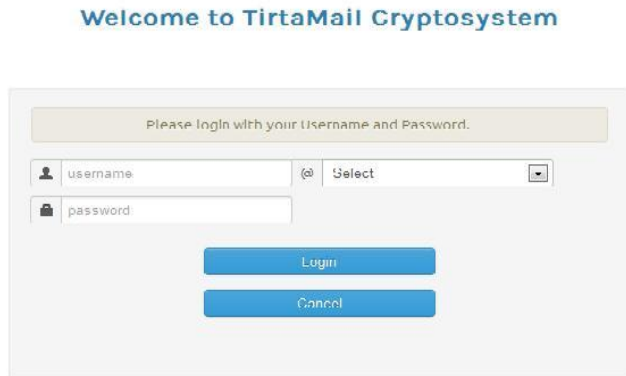 Welcome to TirtaMail Cryptosystem
Please login with your Username and Password.
username @ Select
password
Login
Cancel